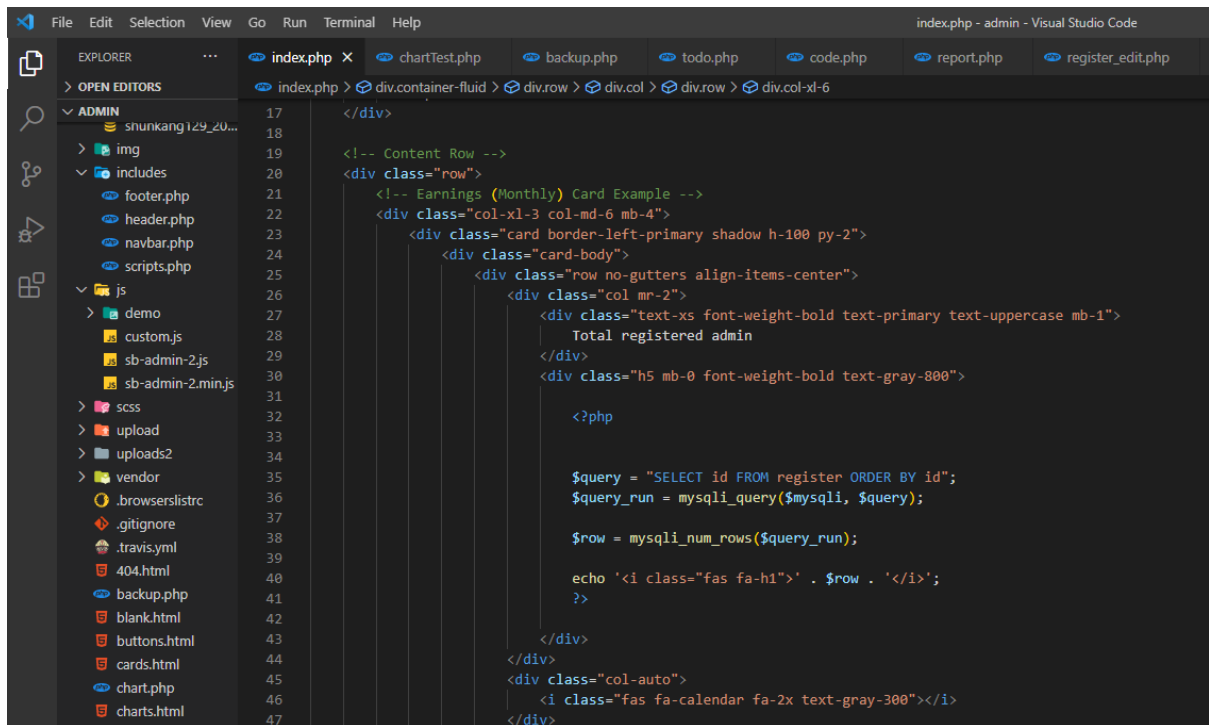 File Edit Selection View Go Run Terminal Help
index.php - admin - Visual Studio Code
EXPLORER ...
OPEN EDITORS
ADMIN
shunkang129_20...
img
includes
footer.php
header.php
navbar.php
scripts.php
js
demo
custom.js
sb-admin-2.js
sb-admin-2.min.js
scss
upload
uploads2
vendor
.browserslistrc
.gitignore
.travis.yml
404.html
backup.php
blank.html
buttons.html
cards.html
chart.php
charts.html
index.php chartTest.php backup.php todo.php code.php report.php register_edit.php
index.php > div.container-fluid > div.row > div.col > div.row > div.col-xl-6
17 </div>
18
19 <!-- Content Row -->
20 <div class="row">
21 <!-- Earnings (Monthly) Card Example -->
22 <div class="col-xl-3 col-md-6 mb-4">
23 <div class="card border-left-primary shadow h-100 py-2">
24 <div class="card-body">
25 <div class="row no-gutters align-items-center">
26 <div class="col mr-2">
27 <div class="text-xs font-weight-bold text-primary text-uppercase mb-1">
28 Total registered admin
29 </div>
30 <div class="h5 mb-0 font-weight-bold text-gray-800">
31
32 <?php
33
34
35 $query = "SELECT id FROM register ORDER BY id";
36 $query_run = mysqli_query($mysqli, $query);
37
38 $row = mysqli_num_rows($query_run);
39
40 echo '<i class="fas fa-h1">' . $row . '</i>';
41 ?>
42
43 </div>
44 </div>
45 <div class="col-auto">
46 <i class="fas fa-calendar fa-2x text-gray-300"></i>
47 </div>